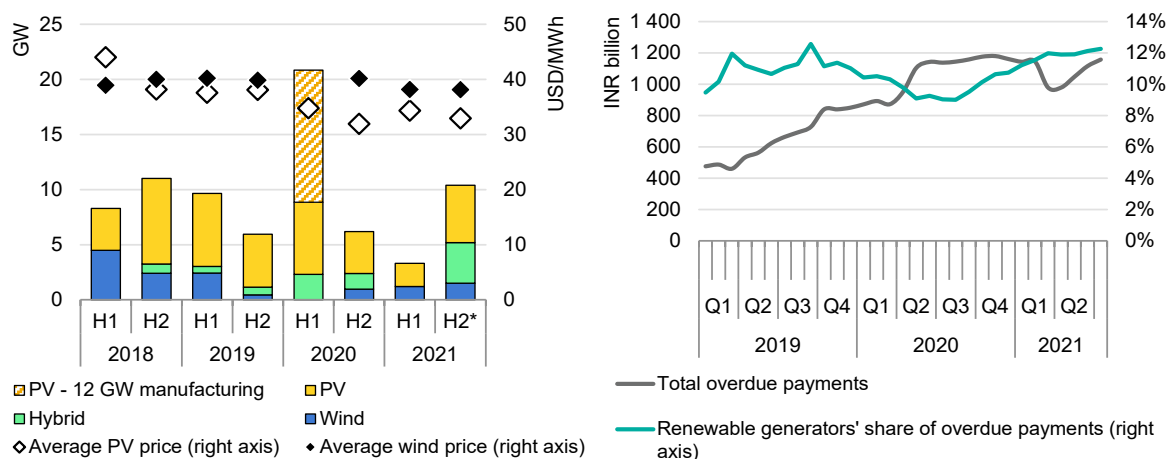 GW
25
20
15
10
5
0
USD/MWh
50
40
30
20
10
0
H1 H2 H1 H2 H1 H2 H1 H2*
2018 2019 2020 2021
PV - 12 GW manufacturing
PV
Hybrid
Wind
Average PV price (right axis)
Average wind price (right axis)
INR billion
1 400
1 200
1 000
800
600
400
200
0
14%
12%
10%
8%
6%
4%
2%
0%
Q1 Q2 Q3 Q4 Q1 Q2 Q3 Q4 Q1 Q2
2019 2020 2021
Total overdue payments
Renewable generators' share of overdue payments (right
axis)